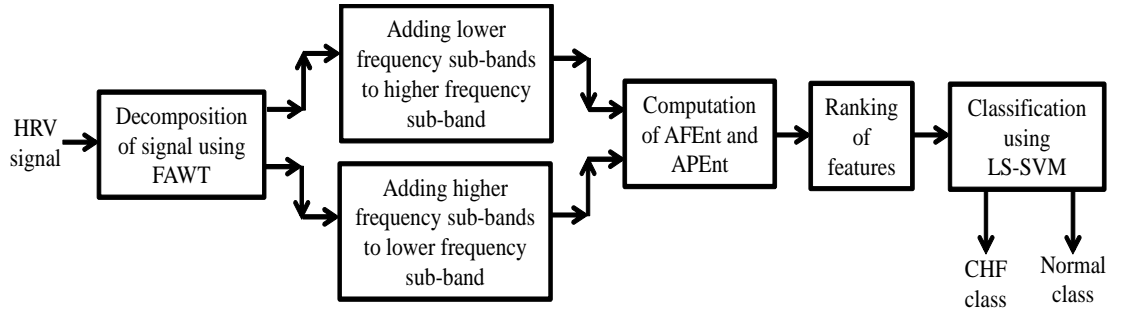 HRV
signal
Decomposition
of signal using
FAWT
Adding lower
frequency sub-bands
to higher frequency
sub-band
Adding higher
frequency sub-bands
to lower frequency
sub-band
Computation
of AFEnt and
APEnt
Ranking
of
features
Classification
using
LS-SVM
CHF
class
Normal
class